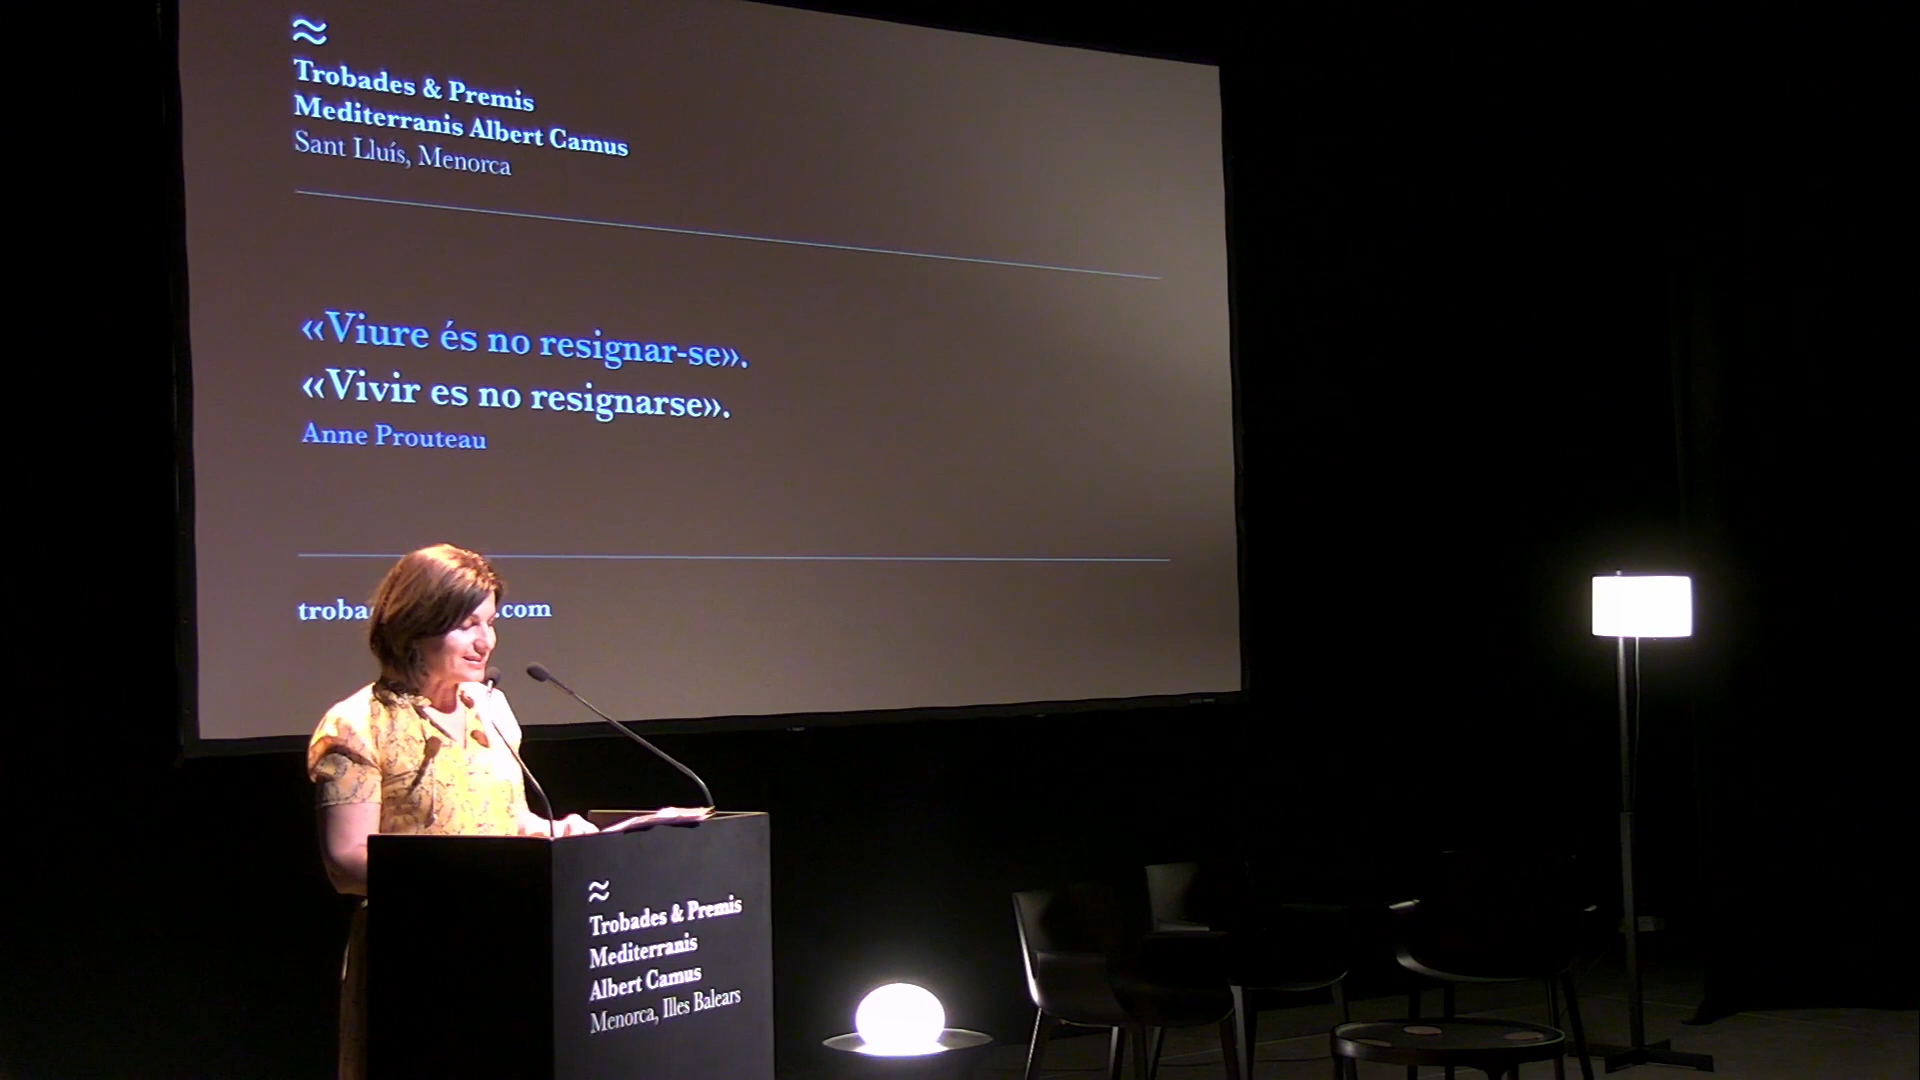 Trobades & Premis
Mediterranis Albert Camus
Sant Lluís, Menorca
«Viure és no resignar-se».
«Vivir es no resignarse».
Anne Prouteau
.com
Trobades & Premis
Mediterranis
Albert Camus
Menorca, Illes Balears